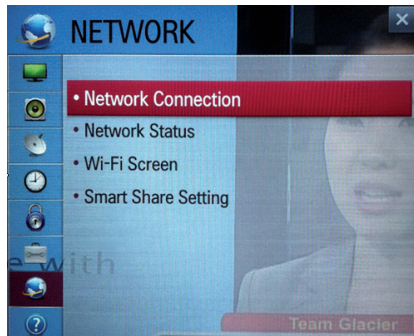 NETWORK
• Network Connection
• Network Status
• Wi-Fi Screen
• Smart Share Setting
e with
Team Glacier